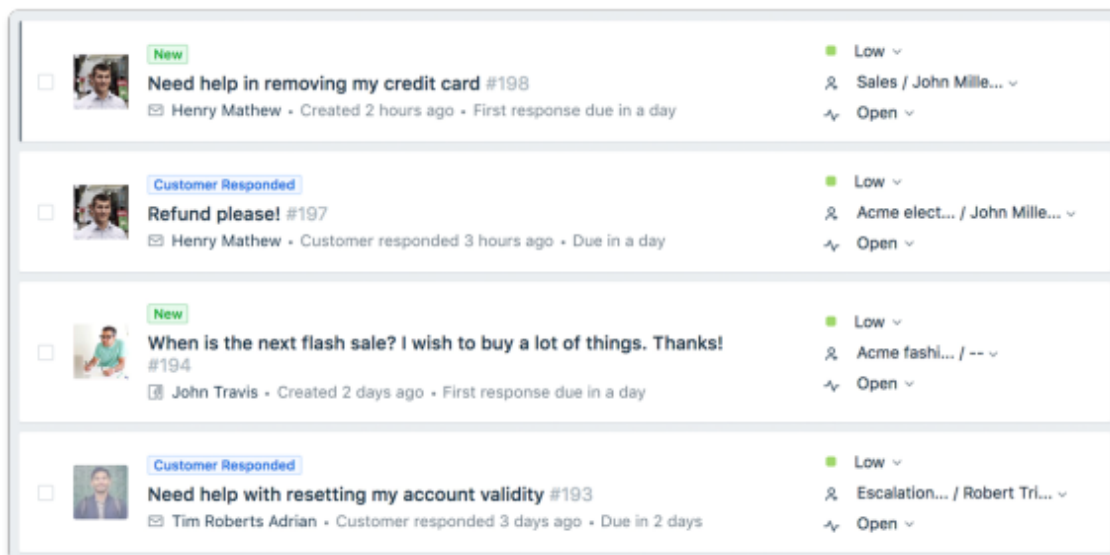 New
Need help in removing my credit card #198
Henry Mathew • Created 2 hours ago • First response due in a day
Low
Sales / John Mille...
Open
Customer Responded
Refund please! #197
Henry Mathew • Customer responded 3 hours ago • Due in a day
Low
Acme elect... / John Mille...
Open
New
When is the next flash sale? I wish to buy a lot of things. Thanks!
#194
John Travis • Created 2 days ago • First response due in a day
Low
Acme fashi... / --
Open
Customer Responded
Need help with resetting my account validity #193
Tim Roberts Adrian • Customer responded 3 days ago • Due in 2 days
Low
Escalation... / Robert Tri...
Open